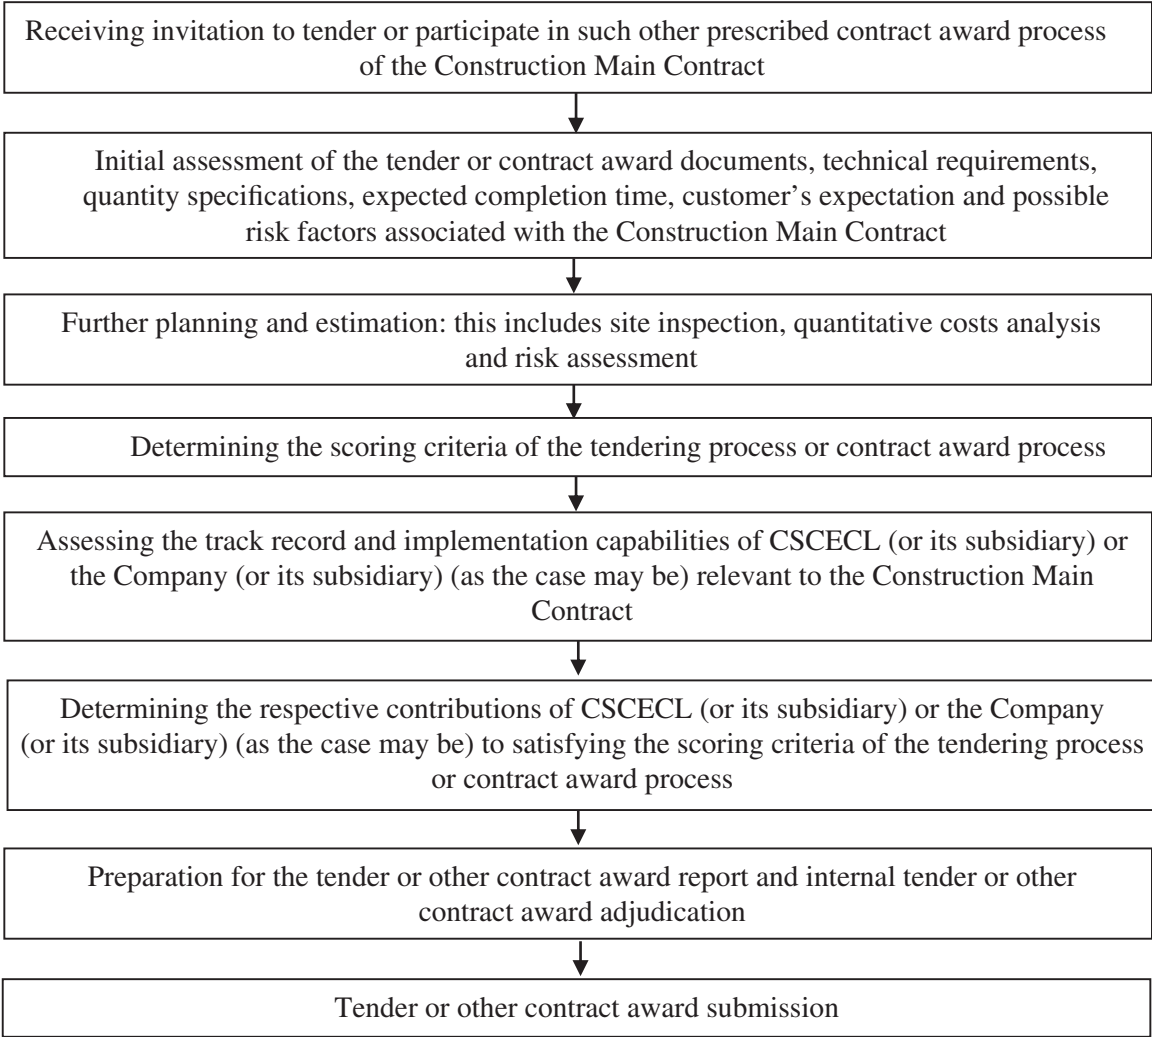 Receiving invitation to tender or participate in such other prescribed contract award process
of the Construction Main Contract
Initial assessment of the tender or contract award documents, technical requirements,
quantity specifications, expected completion time, customer's expectation and possible
risk factors associated with the Construction Main Contract
Further planning and estimation: this includes site inspection, quantitative costs analysis
and risk assessment
Determining the scoring criteria of the tendering process or contract award process
Assessing the track record and implementation capabilities of CSCECL (or its subsidiary) or
the Company (or its subsidiary) (as the case may be) relevant to the Construction Main
Contract
Determining the respective contributions of CSCECL (or its subsidiary) or the Company
(or its subsidiary) (as the case may be) to satisfying the scoring criteria of the tendering process
or contract award process
Preparation for the tender or other contract award report and internal tender or other
contract award adjudication
Tender or other contract award submission